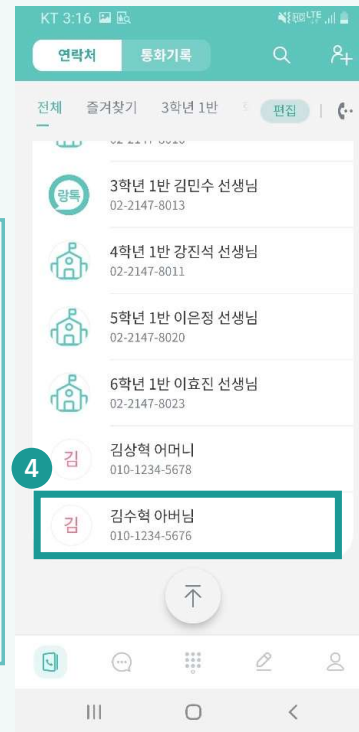 KT 3:16
연락처 통화기록
전체 즐겨찾기 3학년 1반 편집
랑톡
3학년 1반 김민수 선생님
02-2147-8013
4학년 1반 강진석 선생님
02-2147-8011
5학년 1반 이은정 선생님
02-2147-8020
6학년 1반 이효진 선생님
02-2147-8023
4
김 김상혁 어머니
010-1234-5678
김 김수혁 아버님
010-1234-5676